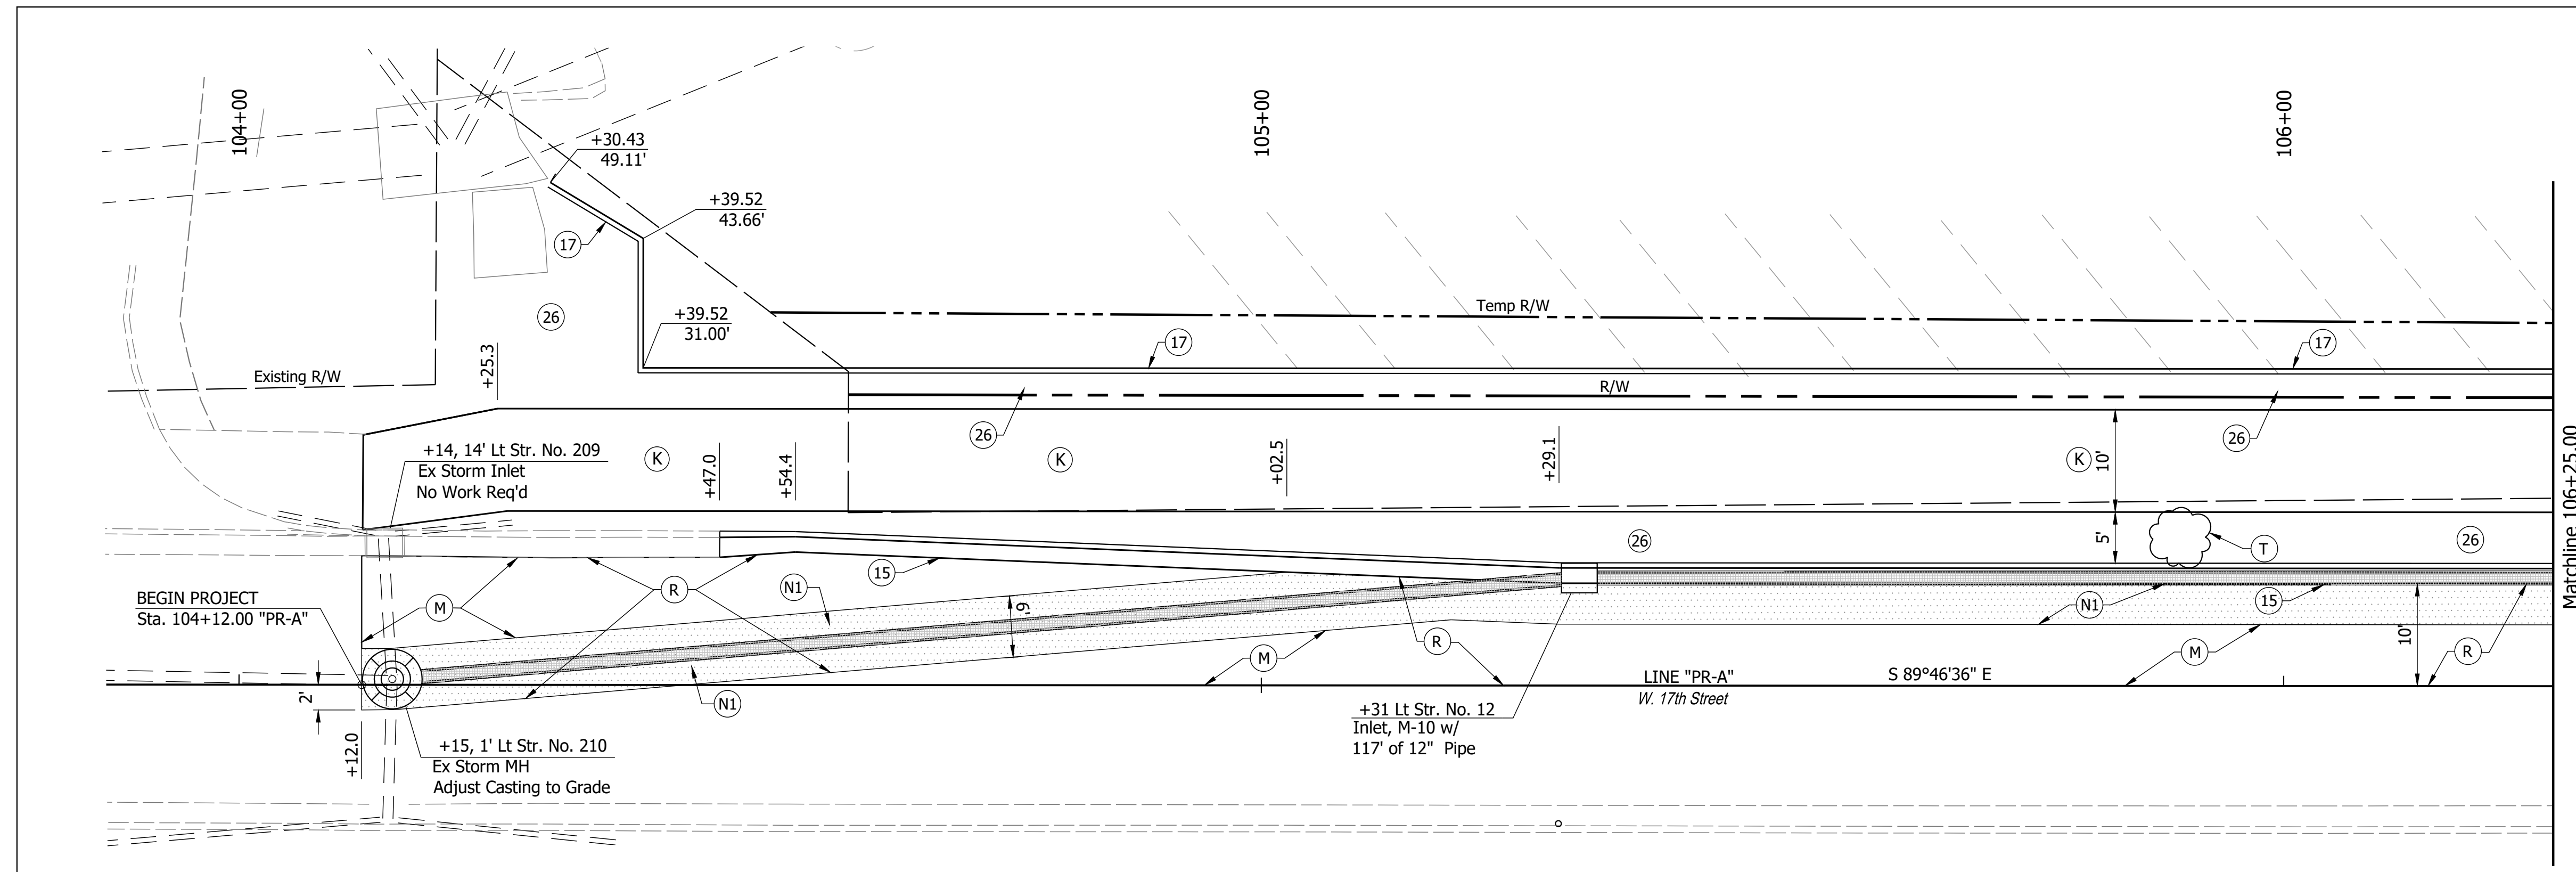 104+00
105+00
106+00
+30.43
49.11'
+39.52
43.66'
17
26
+39.52
31.00'
Temp R/W
17
17
Existing R/W
+25.3
R/W
26
26
+14, 14' Lt Str. No. 209
Ex Storm Inlet
No Work Req'd
K
+47.0
+54.4
K
+02.5
+29.1
K
10'
Matchline 106+25.00
5'
26
T
26
BEGIN PROJECT
Sta. 104+12.00 "PR-A"
M
R
N1
15
6'
N1
15
10'
R
M
M
R
2'
N1
LINE "PR-A"
S 89°46'36" E
W. 17th Street
+12.0
+15, 1' Lt Str. No. 210
Ex Storm MH
Adjust Casting to Grade
+31 Lt Str. No. 12
Inlet, M-10 w/
117' of 12" Pipe